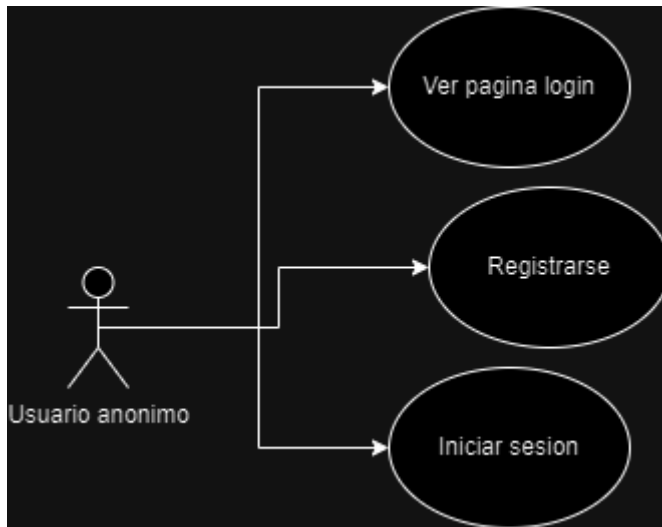 Ver pagina login
Registrarse
Usuario anonimo
Iniciar sesion